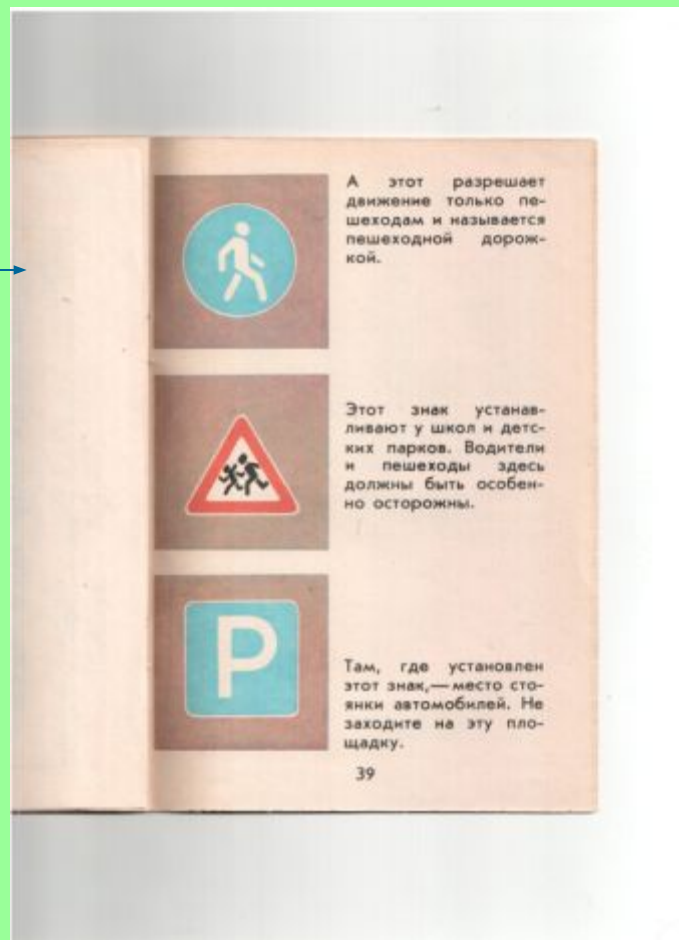 А этот разрешает
движение только пе-
шеходам и называется
пешеходной дорож-
кой.
Этот знак устанав-
ливают у школ и детс-
ких парков. Водители
и пешеходы здесь
должны быть особен-
но осторожны.
P
Там, где установлен
этот знак,— место сто-
янки автомобилей. Не
заходите на эту пло-
щадку.
39